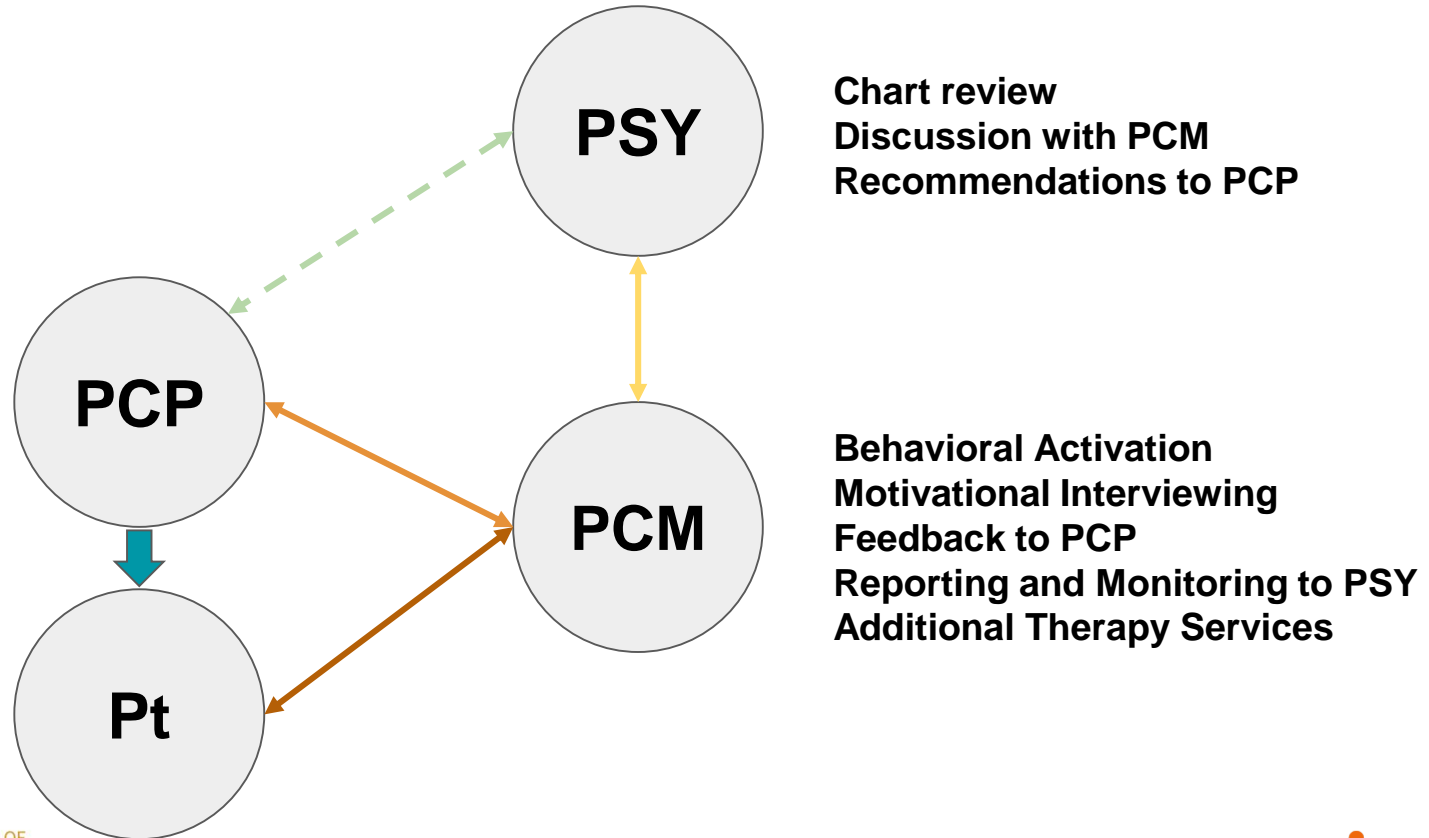 PSY
Chart review
Discussion with PCM
Recommendations to PCP
PCP
PCM
Behavioral Activation
Motivational Interviewing
Feedback to PCP
Reporting and Monitoring to PSY
Additional Therapy Services
Pt
OF